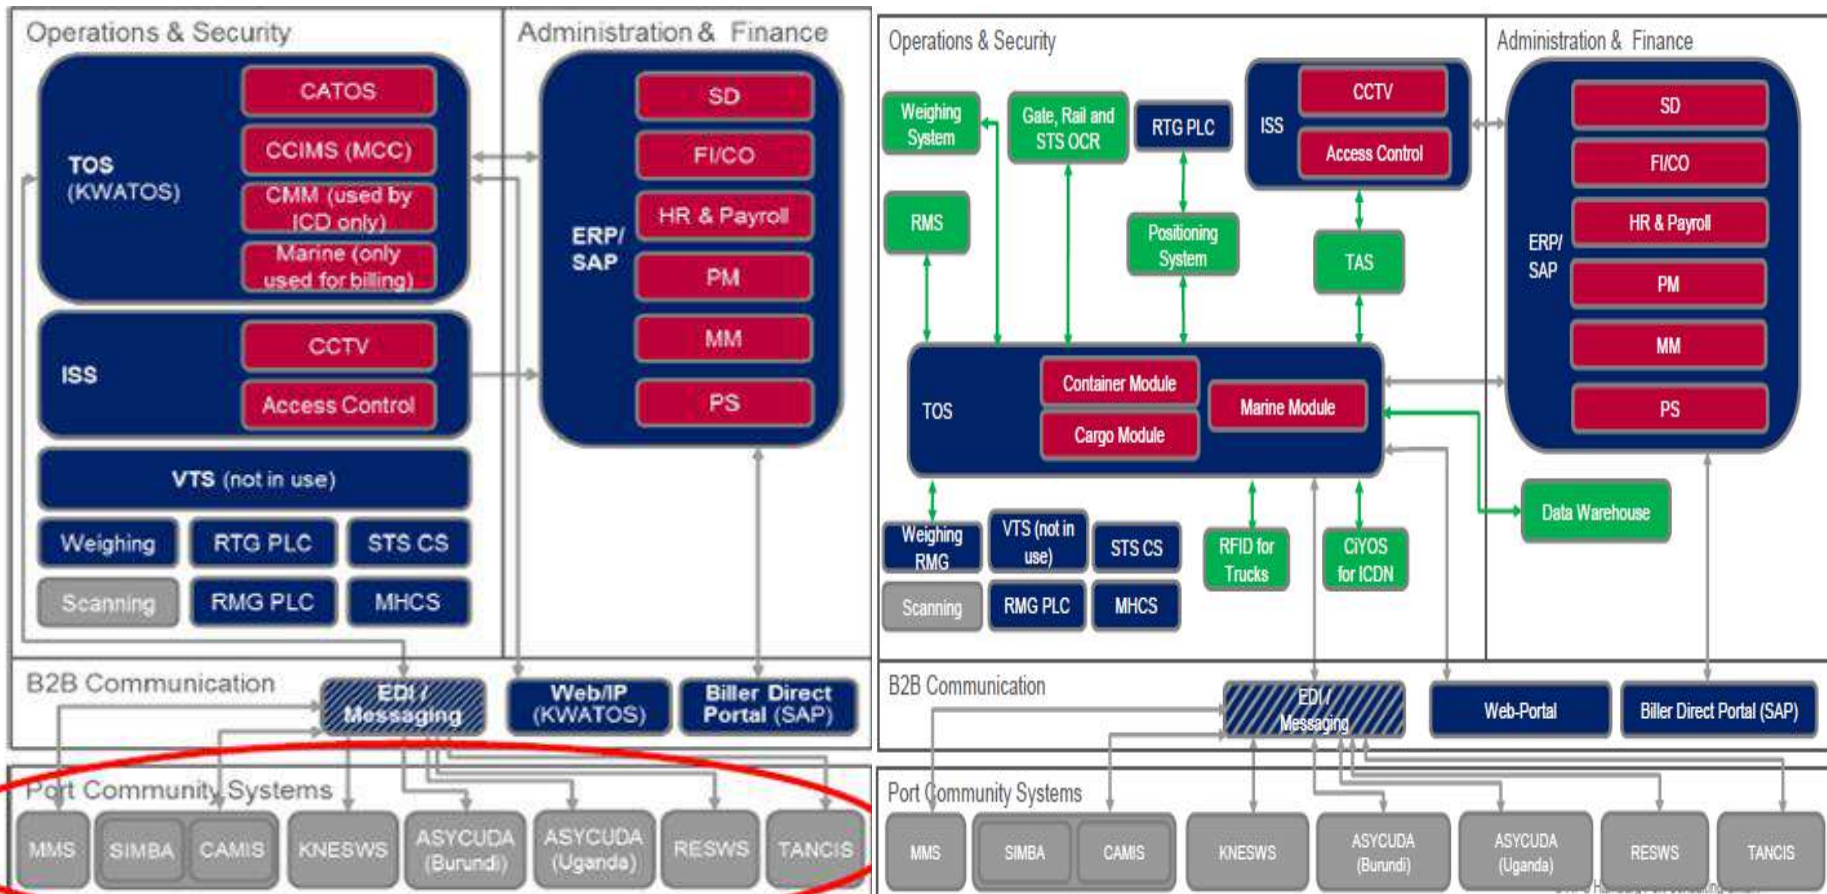 Operations & Security
CATOS
CCIMS (MCC)
TOS
(KWATOS)
CMM (used by
ICD only)
Marine (only
used for billing)
CCTV
ISS
Access Control
VTS (not in use)
Weighing
RTG PLC
STS CS
Scanning
RMG PLC
MHCS
Administration & Finance
SD
FI/CO
HR & Payroll
ERP/
SAP
PM
MM
PS
B2B Communication
EDI /
Messaging
Web/IP
(KWATOS)
Biller Direct
Portal (SAP)
Port Community Systems
MMS
SIMBA
CAMIS
KNESWS
ASYCUDA
(Burundi)
ASYCUDA
(Uganda)
RESWS
TANCIS
Operations & Security
Weighing
System
Gate, Rail and
STS OCR
RTG PLC
ISS
CCTV
Access Control
RMS
Positioning
System
TAS
TOS
Container Module
Cargo Module
Marine Module
Weighing
RMG
VTS (not in
use)
STS CS
RFID for
Trucks
CiYOS
for ICDN
Scanning
RMG PLC
MHCS
Administration & Finance
SD
FI/CO
HR & Payroll
ERP/
SAP
PM
MM
PS
Data Warehouse
B2B Communication
EDI /
Messaging
Web-Portal
Biller Direct Portal (SAP)
Port Community Systems
MMS
SIMBA
CAMIS
KNESWS
ASYCUDA
(Burundi)
ASYCUDA
(Uganda)
RESWS
TANCIS